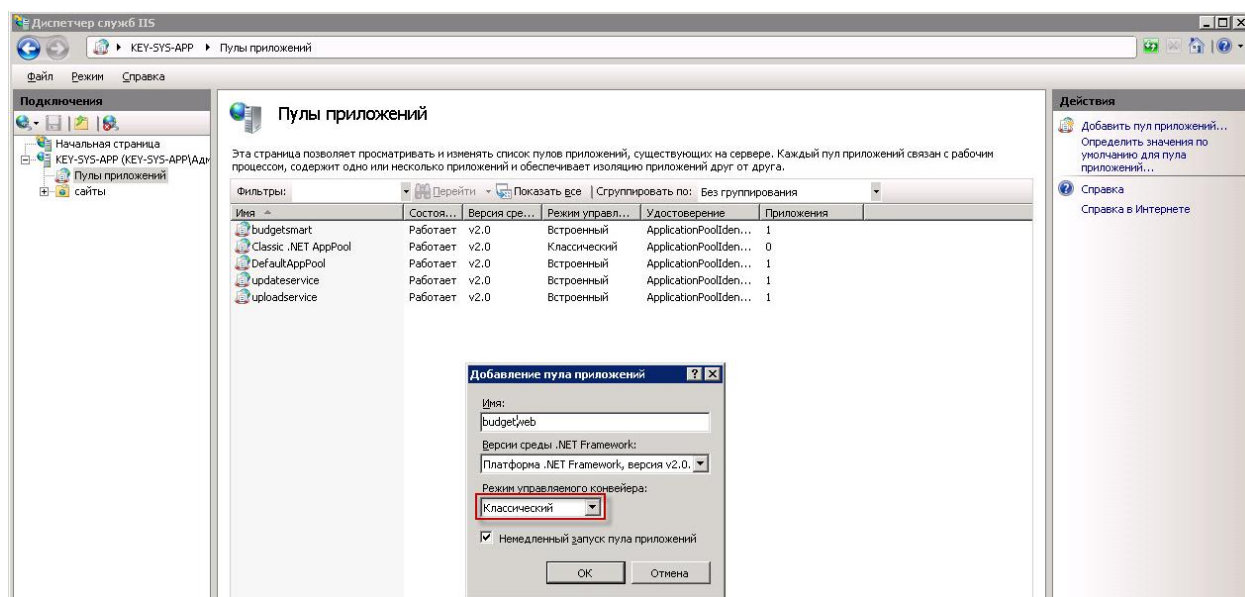 Диспетчер служб IIS
KEY-SYS-APP
Пулы приложений
Файл Режим Справка
Подключения
Начальная страница
KEY-SYS-APP (KEY-SYS-APP\Адм
Пулы приложений
сайты
Пулы приложений
Эта страница позволяет просматривать и изменять список пулов приложений, существующих на сервере. Каждый пул приложений связан с рабочим
процессом, содержит одно или несколько приложений и обеспечивает изоляцию приложений друг от друга.
Фильтры: Перейти Показать все Сгруппировать по: Без группирования
Имя Состоя... Версия сре... Режим управл... Удостоверение Приложения
budgetsmart Работает v2.0 Встроенный ApplicationPoolIden... 1
Classic .NET AppPool Работает v2.0 Классический ApplicationPoolIden... 0
DefaultAppPool Работает v2.0 Встроенный ApplicationPoolIden... 1
updateservice Работает v2.0 Встроенный ApplicationPoolIden... 1
uploadservice Работает v2.0 Встроенный ApplicationPoolIden... 1
Добавление пула приложений
Имя:
budgetweb
Версии среды .NET Framework:
Платформа .NET Framework, версия v2.0.
Режим управляемого конвейера:
Классический
Немедленный запуск пула приложений
ОК Отмена
Действия
Добавить пул приложений...
Определить значения по
умолчанию для пула
приложений...
Справка
Справка в Интернете